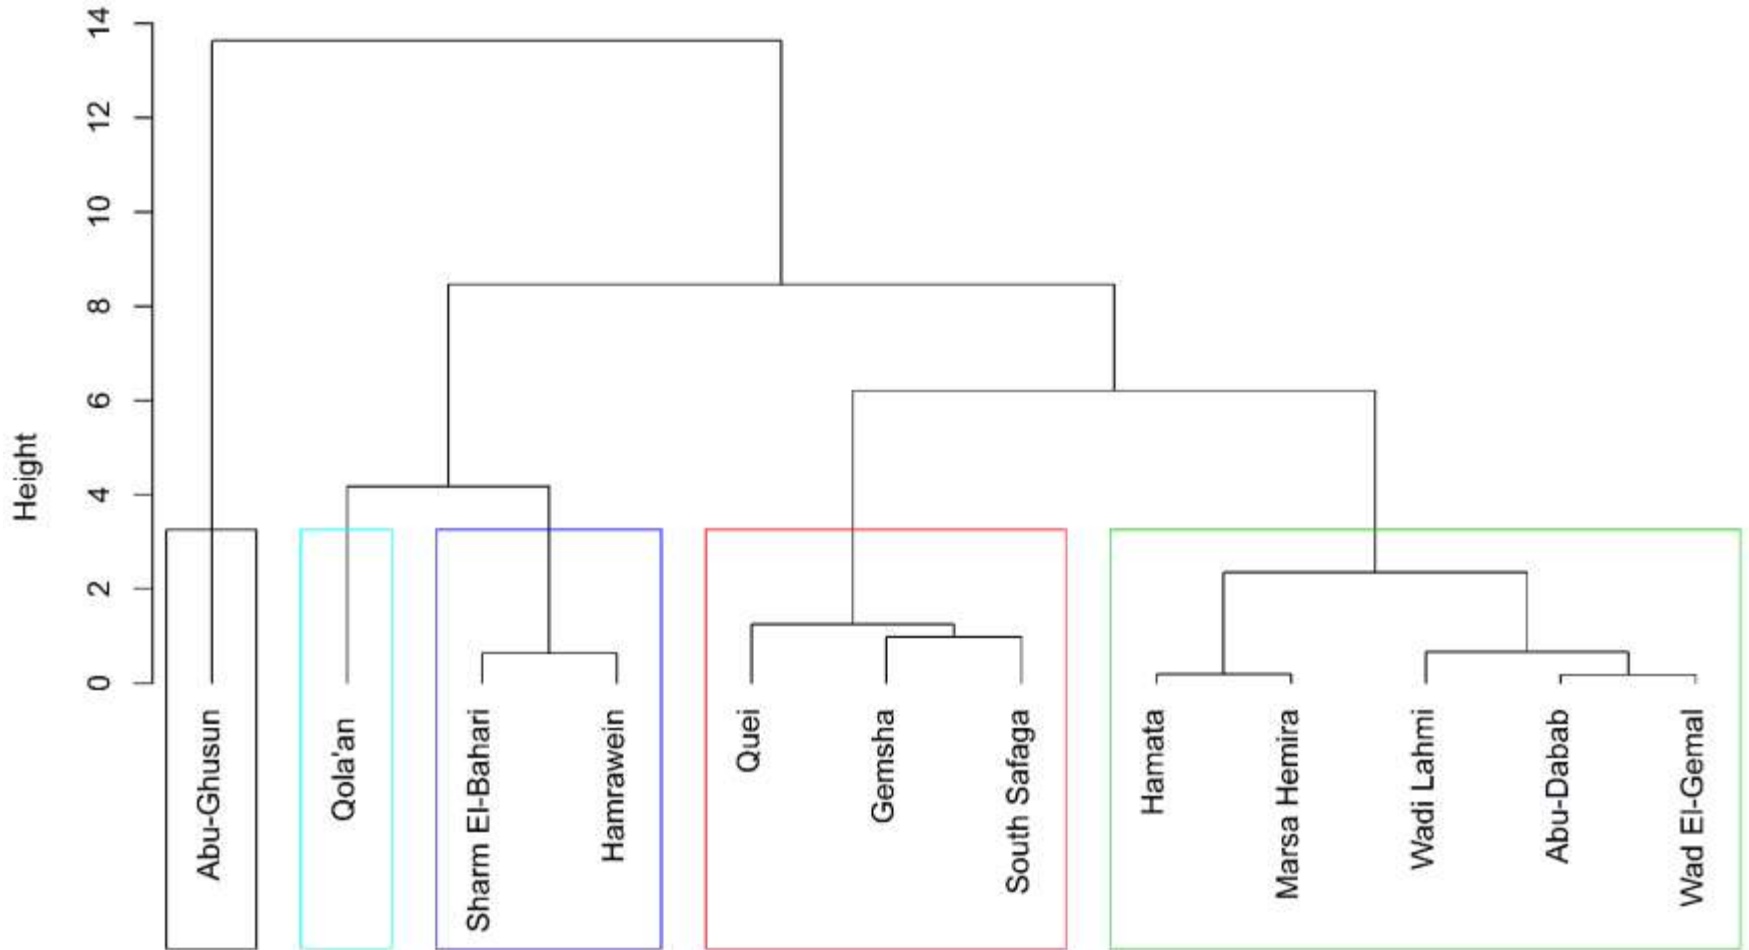 14
12
10
8
6
4
2
0
Height
Abu-Ghusun
Qola'an
Sharm El-Bahari
Hamrawein
Quei
Gemsha
South Safaga
Hamata
Marsa Hemira
Wadi Lahmi
Abu-Dabab
Wad El-Gemal